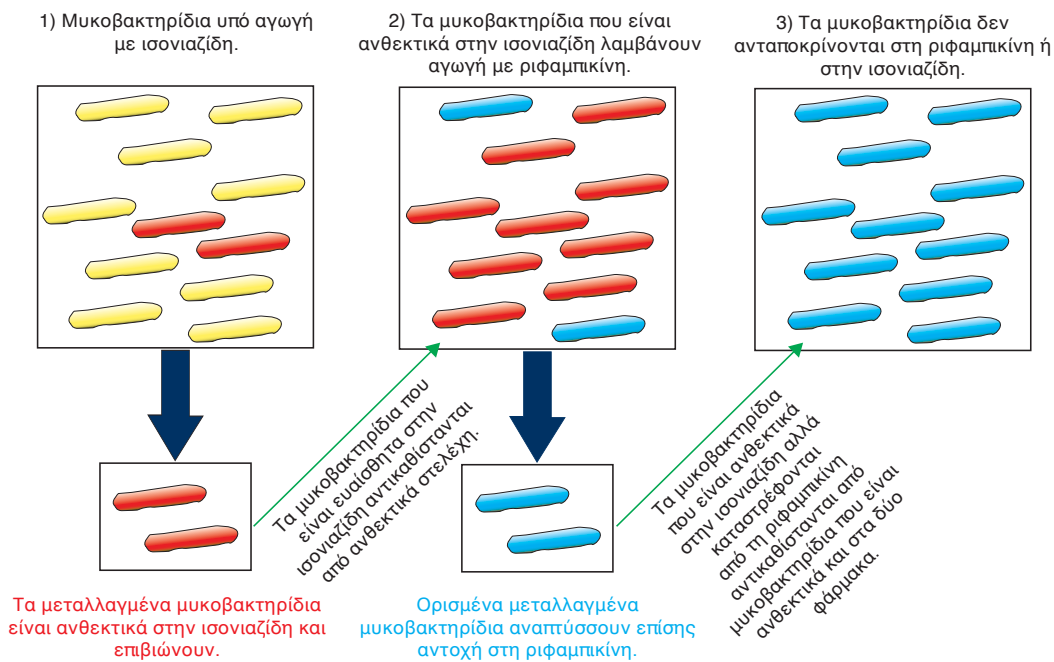 1) Μυκοβακτηρίδια υπό αγωγή
με ισονιαζίδη.
2) Τα μυκοβακτηρίδια που είναι
ανθεκτικά στην ισονιαζίδη λαμβάνουν
αγωγή με ριφαμπικίνη.
3) Τα μυκοβακτηρίδια δεν
ανταποκρίνονται στη ριφαμπικίνη ή
στην ισονιαζίδη.
Τα μυκοβακτηρίδια που
είναι ευαίσθητα στην
ισονιαζίδη αντικαθίστανται
από ανθεκτικά στελέχη.
Τα μυκοβακτηρίδια
που είναι ανθεκτικά
στην ισονιαζίδη αλλά
καταστρέφονται
από τη ριφαμπικίνη
αντικαθίστανται από
μυκοβακτηρίδια που είναι
ανθεκτικά και στα δύο
φάρμακα.
Τα μεταλλαγμένα μυκοβακτηρίδια
είναι ανθεκτικά στην ισονιαζίδη και
επιβιώνουν.
Ορισμένα μεταλλαγμένα
μυκοβακτηρίδια αναπτύσσουν επίσης
αντοχή στη ριφαμπικίνη.